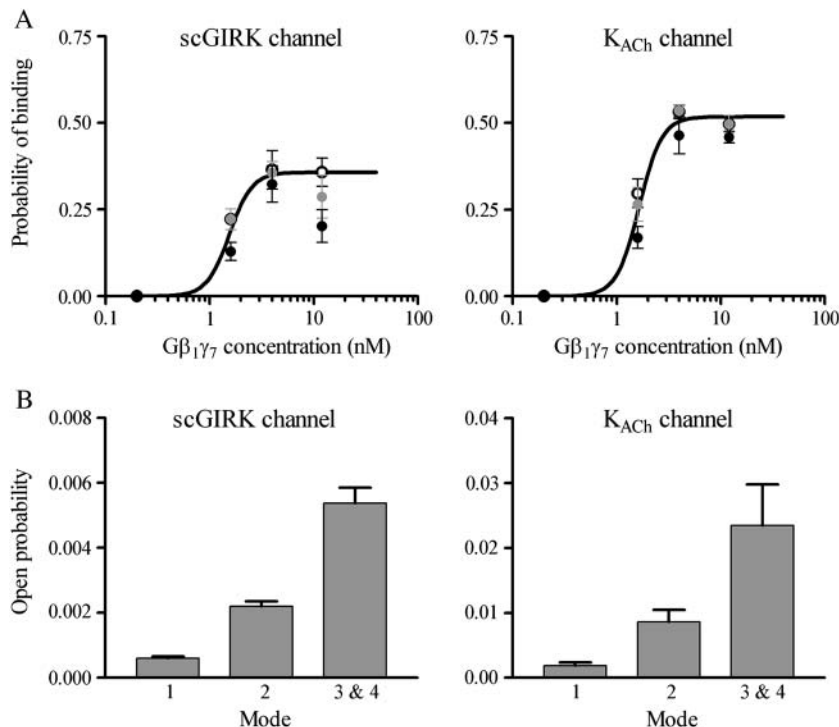 A
scGIRK channel
K_ACh channel
Probability of binding
0.75
0.50
0.25
0.00
0.1
1
10
100
Gβ₁γ₇ concentration (nM)
0.75
0.50
0.25
0.00
0.1
1
10
100
Gβ₁γ₇ concentration (nM)
B
scGIRK channel
K_ACh channel
Open probability
0.008
0.006
0.004
0.002
0.000
1
2
3 & 4
Mode
0.04
0.03
0.02
0.01
0.00
1
2
3 & 4
Mode